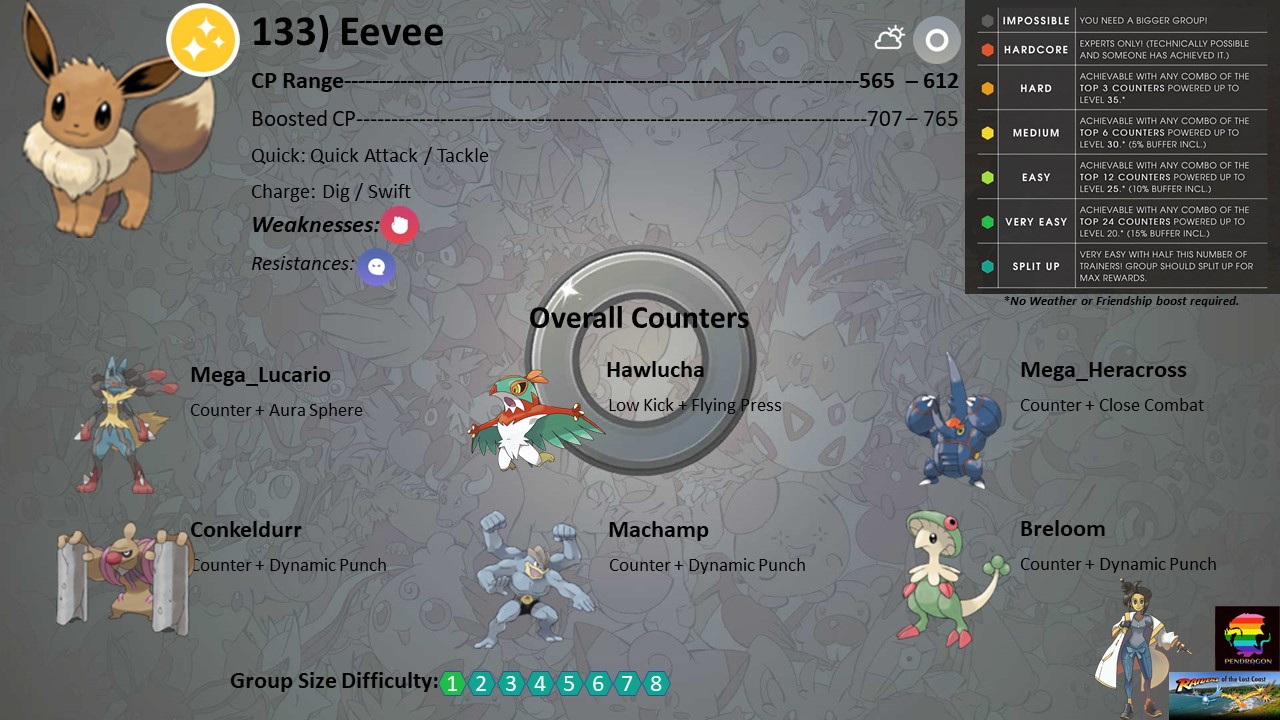 133) Eevee
CP Range---565 – 612
Boosted CP---707 – 765
Quick: Quick Attack / Tackle
Charge: Dig / Swift
Weaknesses:
Resistances:
IMPOSSIBLE YOU NEED A BIGGER GROUP!
HARDCORE EXPERTS ONLY! (TECHNICALLY POSSIBLE
AND SOMEONE HAS ACHIEVED IT.)
HARD ACHIEVABLE WITH ANY COMBO OF THE
TOP 3 COUNTERS POWERED UP TO
LEVEL 35.*
MEDIUM ACHIEVABLE WITH ANY COMBO OF THE
TOP 6 COUNTERS POWERED UP TO
LEVEL 30.* (5% BUFFER INCL.)
EASY ACHIEVABLE WITH ANY COMBO OF THE
TOP 12 COUNTERS POWERED UP TO
LEVEL 25.* (10% BUFFER INCL.)
VERY EASY ACHIEVABLE WITH ANY COMBO OF THE
TOP 24 COUNTERS POWERED UP TO
LEVEL 20.* (15% BUFFER INCL.)
SPLIT UP VERY EASY WITH HALF THIS NUMBER OF
TRAINERS! GROUP SHOULD SPLIT UP FOR
MAX REWARDS.
*No Weather or Friendship boost required.
Overall Counters
Mega_Lucario
Counter + Aura Sphere
Hawlucha
Low Kick + Flying Press
Mega_Heracross
Counter + Close Combat
Conkeldurr
Counter + Dynamic Punch
Machamp
Counter + Dynamic Punch
Breloom
Counter + Dynamic Punch
Group Size Difficulty: 1 2 3 4 5 6 7 8
PENDRAGON
RAIDERS of the Lost Coast